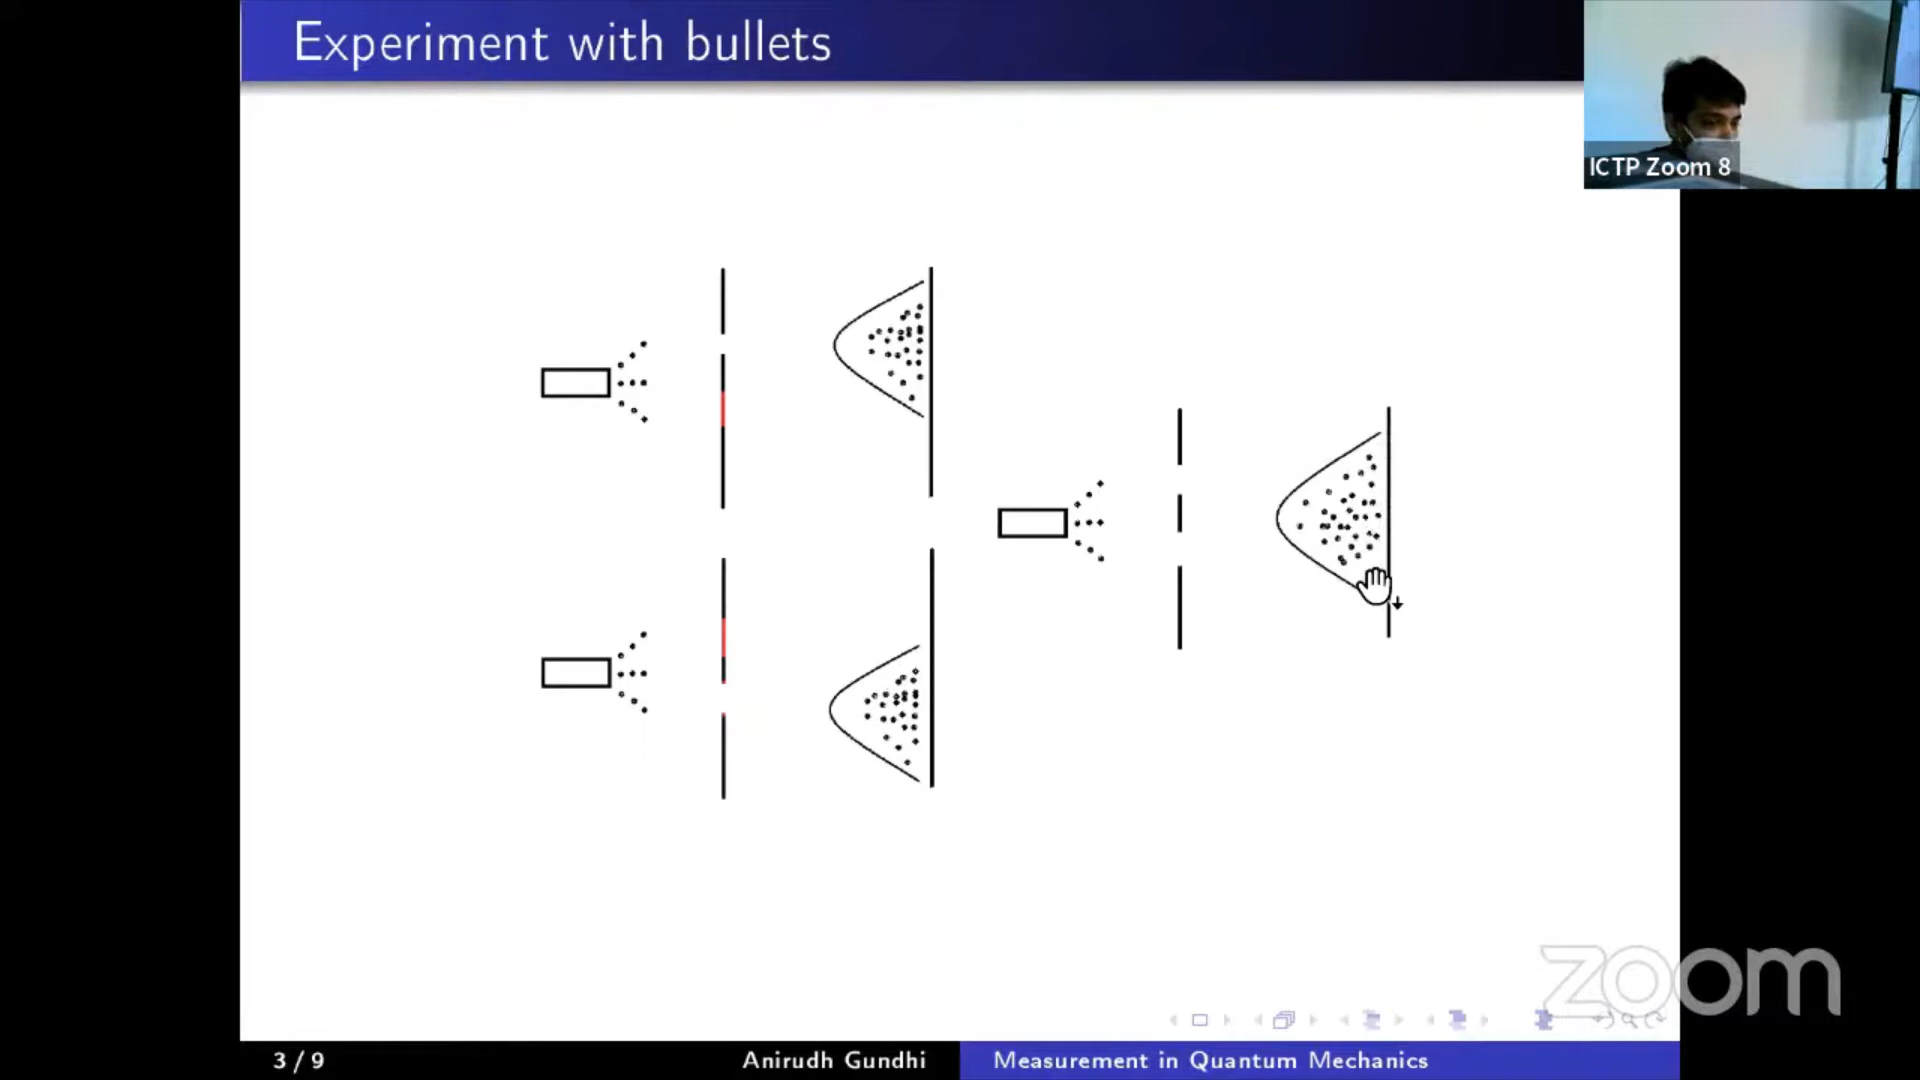 Experiment with bullets
ICTP Zoom 8
zoom
3 / 9
Anirudh Gundhi
Measurement in Quantum Mechanics